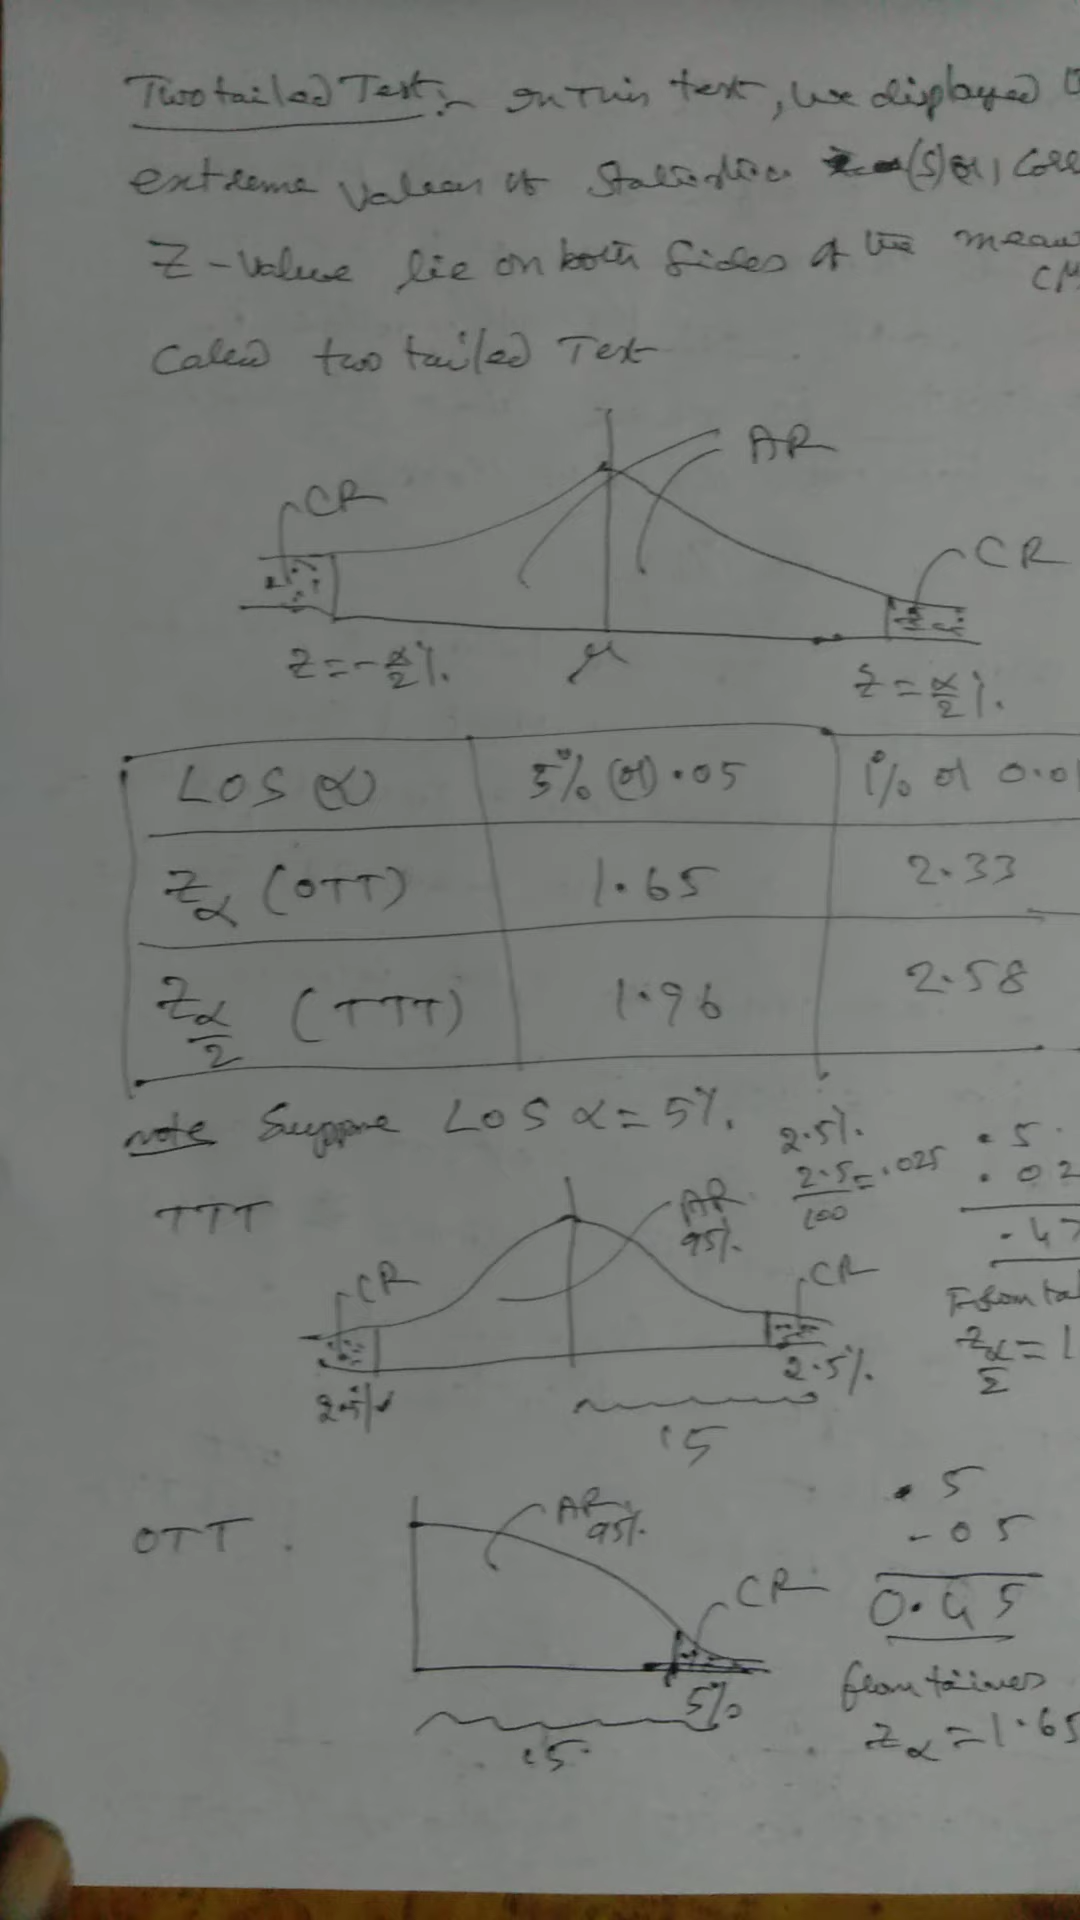 Two tailed Test:- In This test, we displayed
extreme values of Statistics (S) or,
Z-value lie on both sides of the mean
called two tailed Test
AR
CR
CR
Z=-α/2%.
μ
Z=α/2%.
LOS α 5% (or) .05 1% or 0.0
Zα (OTT) 1.65 2.33
Zα/2 (TTT) 1.96 2.58
note Suppose LOS α=5%.
2.5%.
2.5/100=.025
.5
.02
.47
TTT
AR
95%.
CR
CR
From ta
Zα/2=1
2.5%
2.5%.
.5
OTT.
AR
95%.
CR
.5
-05
0.45
5%
.5
from
Zα=1.65